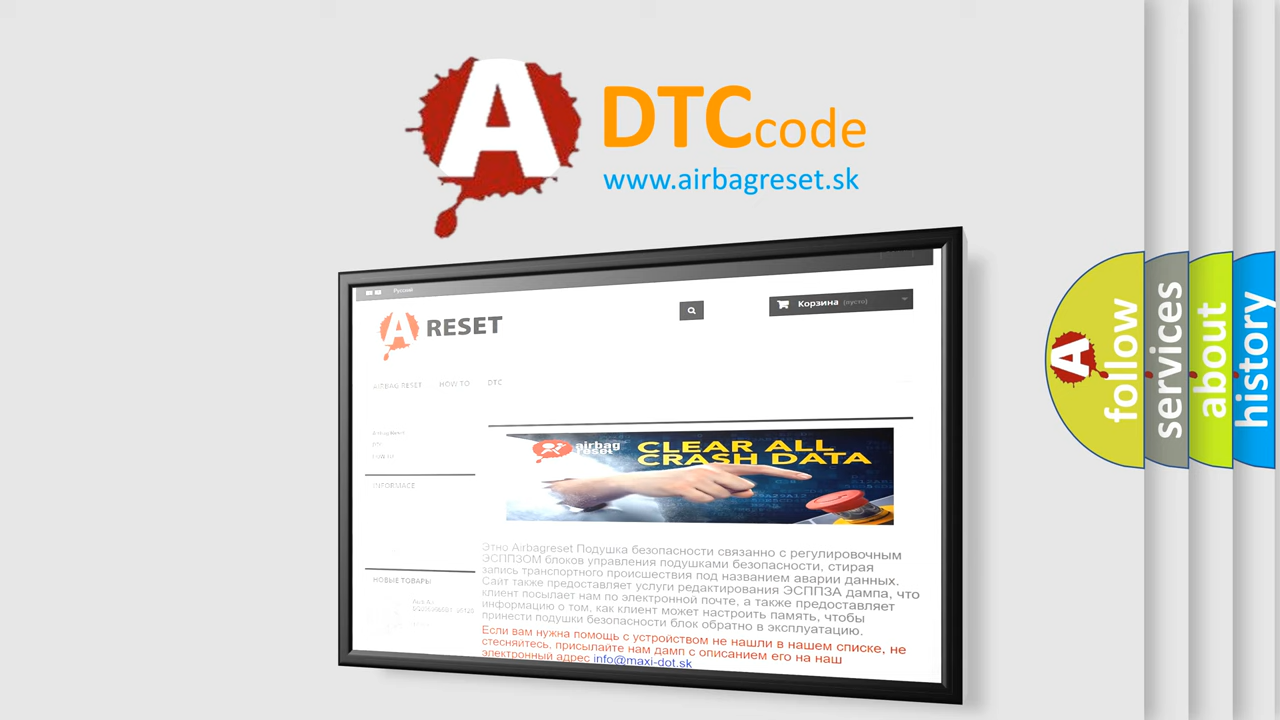 A
DTCcode
www.airbagreset.sk
Русский
A RESET
Корзина (пусто)
AIRBAG RESET HOW TO DTC
INFORMACE
airbag
reset
CLEAR ALL
CRASH DATA
Этно Airbagreset Подушка безопасности связанно с регулировочным
ЭСППЗОМ блоков управления подушками безопасности, стирая
запись транспортного происшествия под названием аварии данных.
Сайт также предоставляет услуги редактирования ЭСППЗА дампа, что
клиент посылает нам по электронной почте, а также предоставляет
информацию о том, как клиент может настроить память, чтобы
принести подушки безопасности блок обратно в эксплуатацию.
Если вам нужна помощь с устройством не нашли в нашем списке, не
стесняйтесь, присылайте нам дамп с описанием его на наш
электронный адрес info@maxi-dot.sk
НОВЫЕ ТОВАРЫ
A
follow
services
about
history